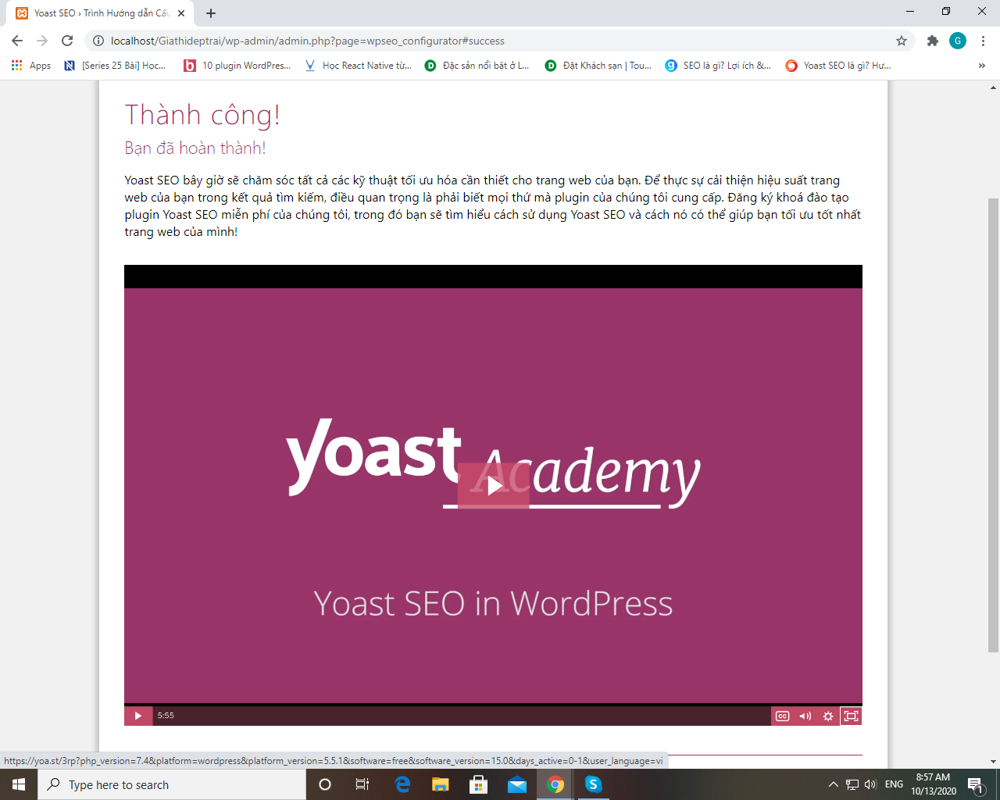 Yoast SEO › Trình Hướng dẫn Cấu
localhost/Giathideptrai/wp-admin/admin.php?page=wpseo_configurator#success
G
Apps
[Series 25 Bài] Học...
10 plugin WordPres...
Học React Native từ...
Đặc sản nổi bật ở L...
Đặt Khách sạn | Tou...
SEO là gì? Lợi ích &...
Yoast SEO là gì? Hư...
»
Thành công!
Bạn đã hoàn thành!
Yoast SEO bây giờ sẽ chăm sóc tất cả các kỹ thuật tối ưu hóa cần thiết cho trang web của bạn. Để thực sự cải thiện hiệu suất trang
web của bạn trong kết quả tìm kiếm, điều quan trọng là phải biết mọi thứ mà plugin của chúng tôi cung cấp. Đăng ký khoá đào tạo
plugin Yoast SEO miễn phí của chúng tôi, trong đó bạn sẽ tìm hiểu cách sử dụng Yoast SEO và cách nó có thể giúp bạn tối ưu tốt nhất
trang web của mình!
yoast Academy
Yoast SEO in WordPress
5:55
CC
https://yoa.st/3rp?php_version=7.4&platform=wordpress&platform_version=5.5.1&software=free&software_version=15.0&days_active=0-1&user_language=vi
Type here to search
ENG
8:57 AM
10/13/2020
1